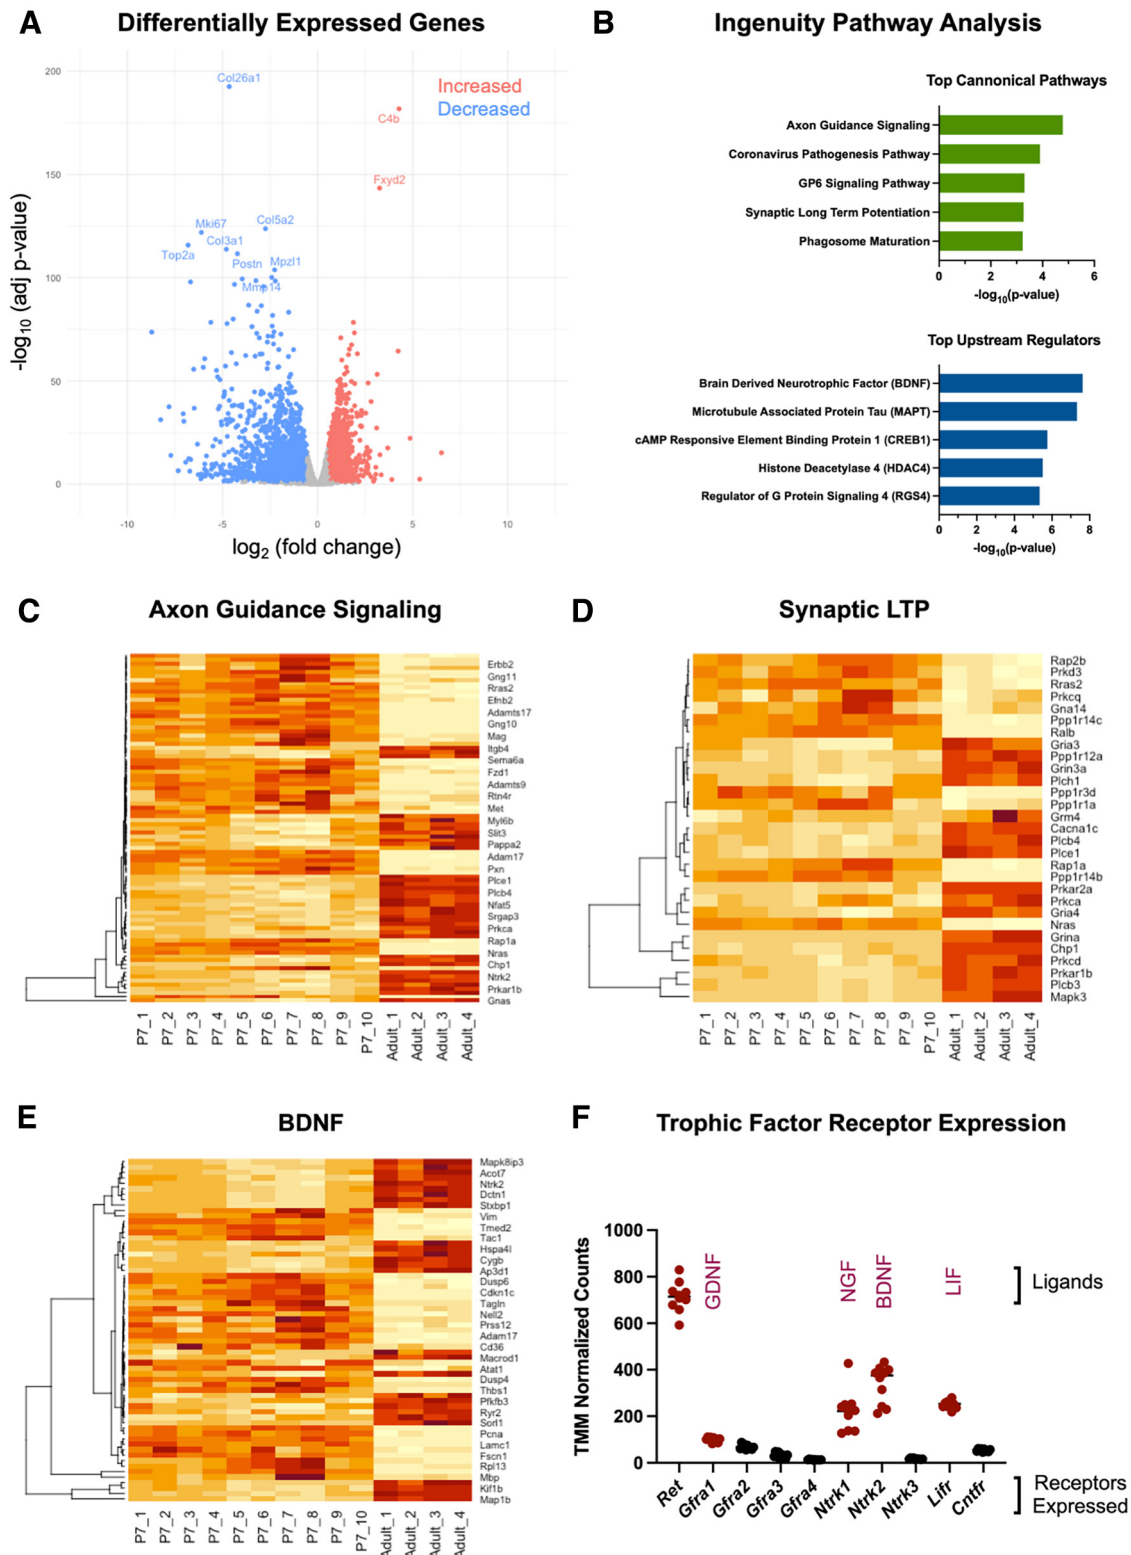 A
Differentially Expressed Genes
200
150
100
50
0
-10
-5
0
5
10
-log10 (adj p-value)
log2 (fold change)
Increased
Decreased
Col26a1
C4b
Fxyd2
Mki67
Col5a2
Col3a1
Top2a
Postn
Mpzl1
Mmp14
B
Ingenuity Pathway Analysis
Top Cannonical Pathways
Axon Guidance Signaling
Coronavirus Pathogenesis Pathway
GP6 Signaling Pathway
Synaptic Long Term Potentiation
Phagosome Maturation
0 2 4 6
-log10(p-value)
Top Upstream Regulators
Brain Derived Neurotrophic Factor (BDNF)
Microtubule Associated Protein Tau (MAPT)
cAMP Responsive Element Binding Protein 1 (CREB1)
Histone Deacetylase 4 (HDAC4)
Regulator of G Protein Signaling 4 (RGS4)
0 2 4 6 8
-log10(p-value)
C
Axon Guidance Signaling
Erbb2
Gng11
Rras2
Efnb2
Adamts17
Gng10
Mag
Itgb4
Sema6a
Fzd1
Adamts9
Rtn4r
Met
Myl6b
Slit3
Pappa2
Adam17
Pxn
Plce1
Plcb4
Nfat5
Srgap3
Prkca
Rap1a
Nras
Chp1
Ntrk2
Prkar1b
Gnas
P7_1 P7_2 P7_3 P7_4 P7_5 P7_6 P7_7 P7_8 P7_9 P7_10 Adult_1 Adult_2 Adult_3 Adult_4
D
Synaptic LTP
Rap2b
Prkd3
Rras2
Prkcq
Gna14
Ppp1r14c
Ralb
Gria3
Ppp1r12a
Grin3a
Plch1
Ppp1r3d
Ppp1r1a
Grm4
Cacna1c
Plcb4
Plce1
Rap1a
Ppp1r14b
Prkar2a
Prkca
Gria4
Nras
Grina
Chp1
Prkcd
Prkar1b
Plcb3
Mapk3
P7_1 P7_2 P7_3 P7_4 P7_5 P7_6 P7_7 P7_8 P7_9 P7_10 Adult_1 Adult_2 Adult_3 Adult_4
E
BDNF
Mapk8ip3
Acot7
Ntrk2
Dctn1
Stxbp1
Vim
Tmed2
Tac1
Hspa4l
Cygb
Ap3d1
Dusp6
Cdkn1c
Tagln
Nell2
Prss12
Adam17
Cd36
Macrod1
Atat1
Dusp4
Thbs1
Pfkfb3
Ryr2
Sorl1
Pcna
Lamc1
Fscn1
Rpl13
Mbp
Kif1b
Map1b
P7_1 P7_2 P7_3 P7_4 P7_5 P7_6 P7_7 P7_8 P7_9 P7_10 Adult_1 Adult_2 Adult_3 Adult_4
F
Trophic Factor Receptor Expression
TMM Normalized Counts
1000
800
600
400
200
0
GDNF NGF BDNF LIF
Ligands
Ret Gfra1 Gfra2 Gfra3 Gfra4 Ntrk1 Ntrk2 Ntrk3 Lifr Cntfr
Receptors
Expressed